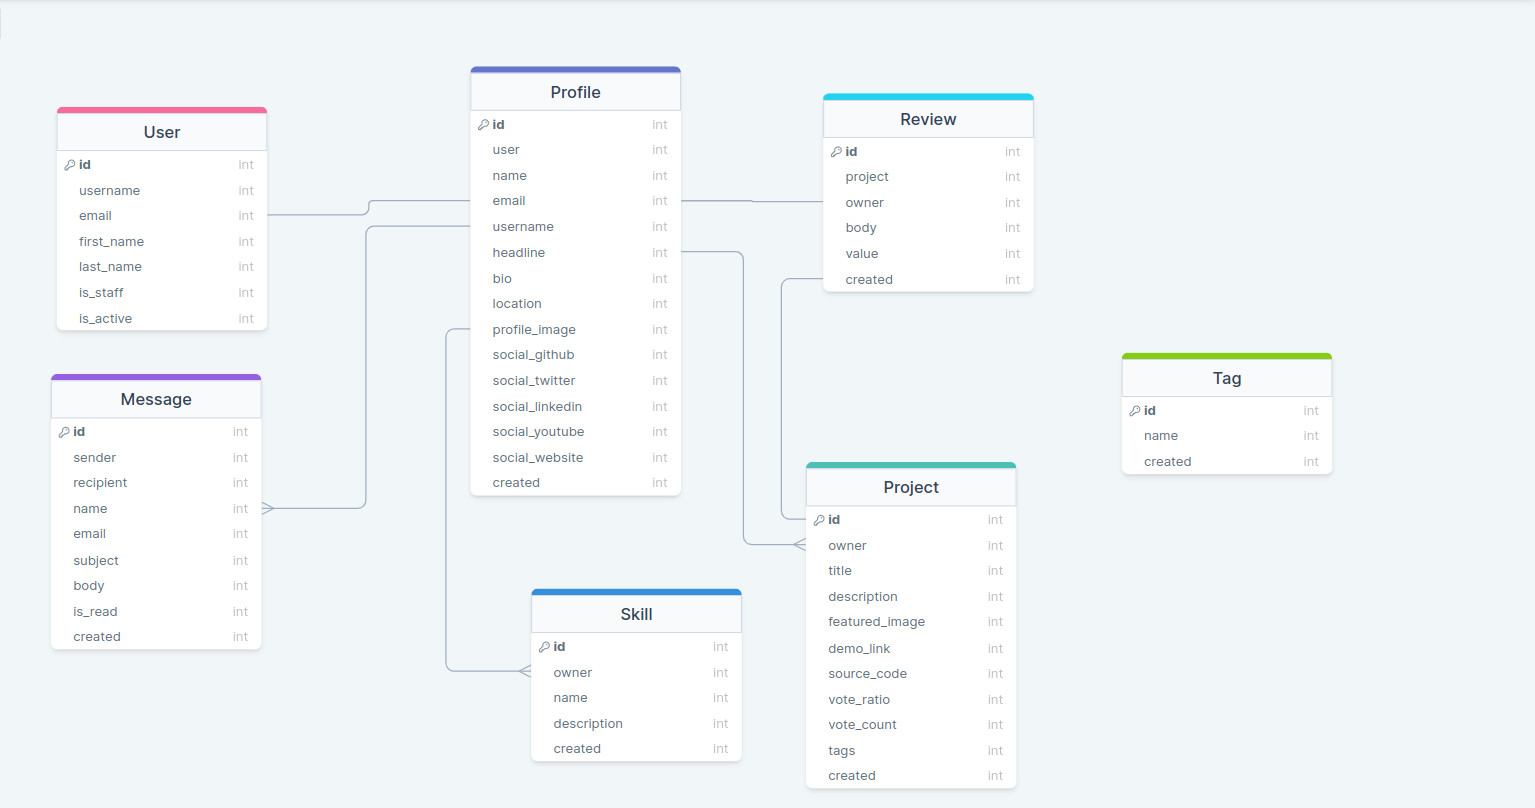 User
id int
username int
email int
first_name int
last_name int
is_staff int
is_active int
Message
id int
sender int
recipient int
name int
email int
subject int
body int
is_read int
created int
Profile
id int
user int
name int
email int
username int
headline int
bio int
location int
profile_image int
social_github int
social_twitter int
social_linkedin int
social_youtube int
social_website int
created int
Skill
id int
owner int
name int
description int
created int
Review
id int
project int
owner int
body int
value int
created int
Project
id int
owner int
title int
description int
featured_image int
demo_link int
source_code int
vote_ratio int
vote_count int
tags int
created int
Tag
id int
name int
created int